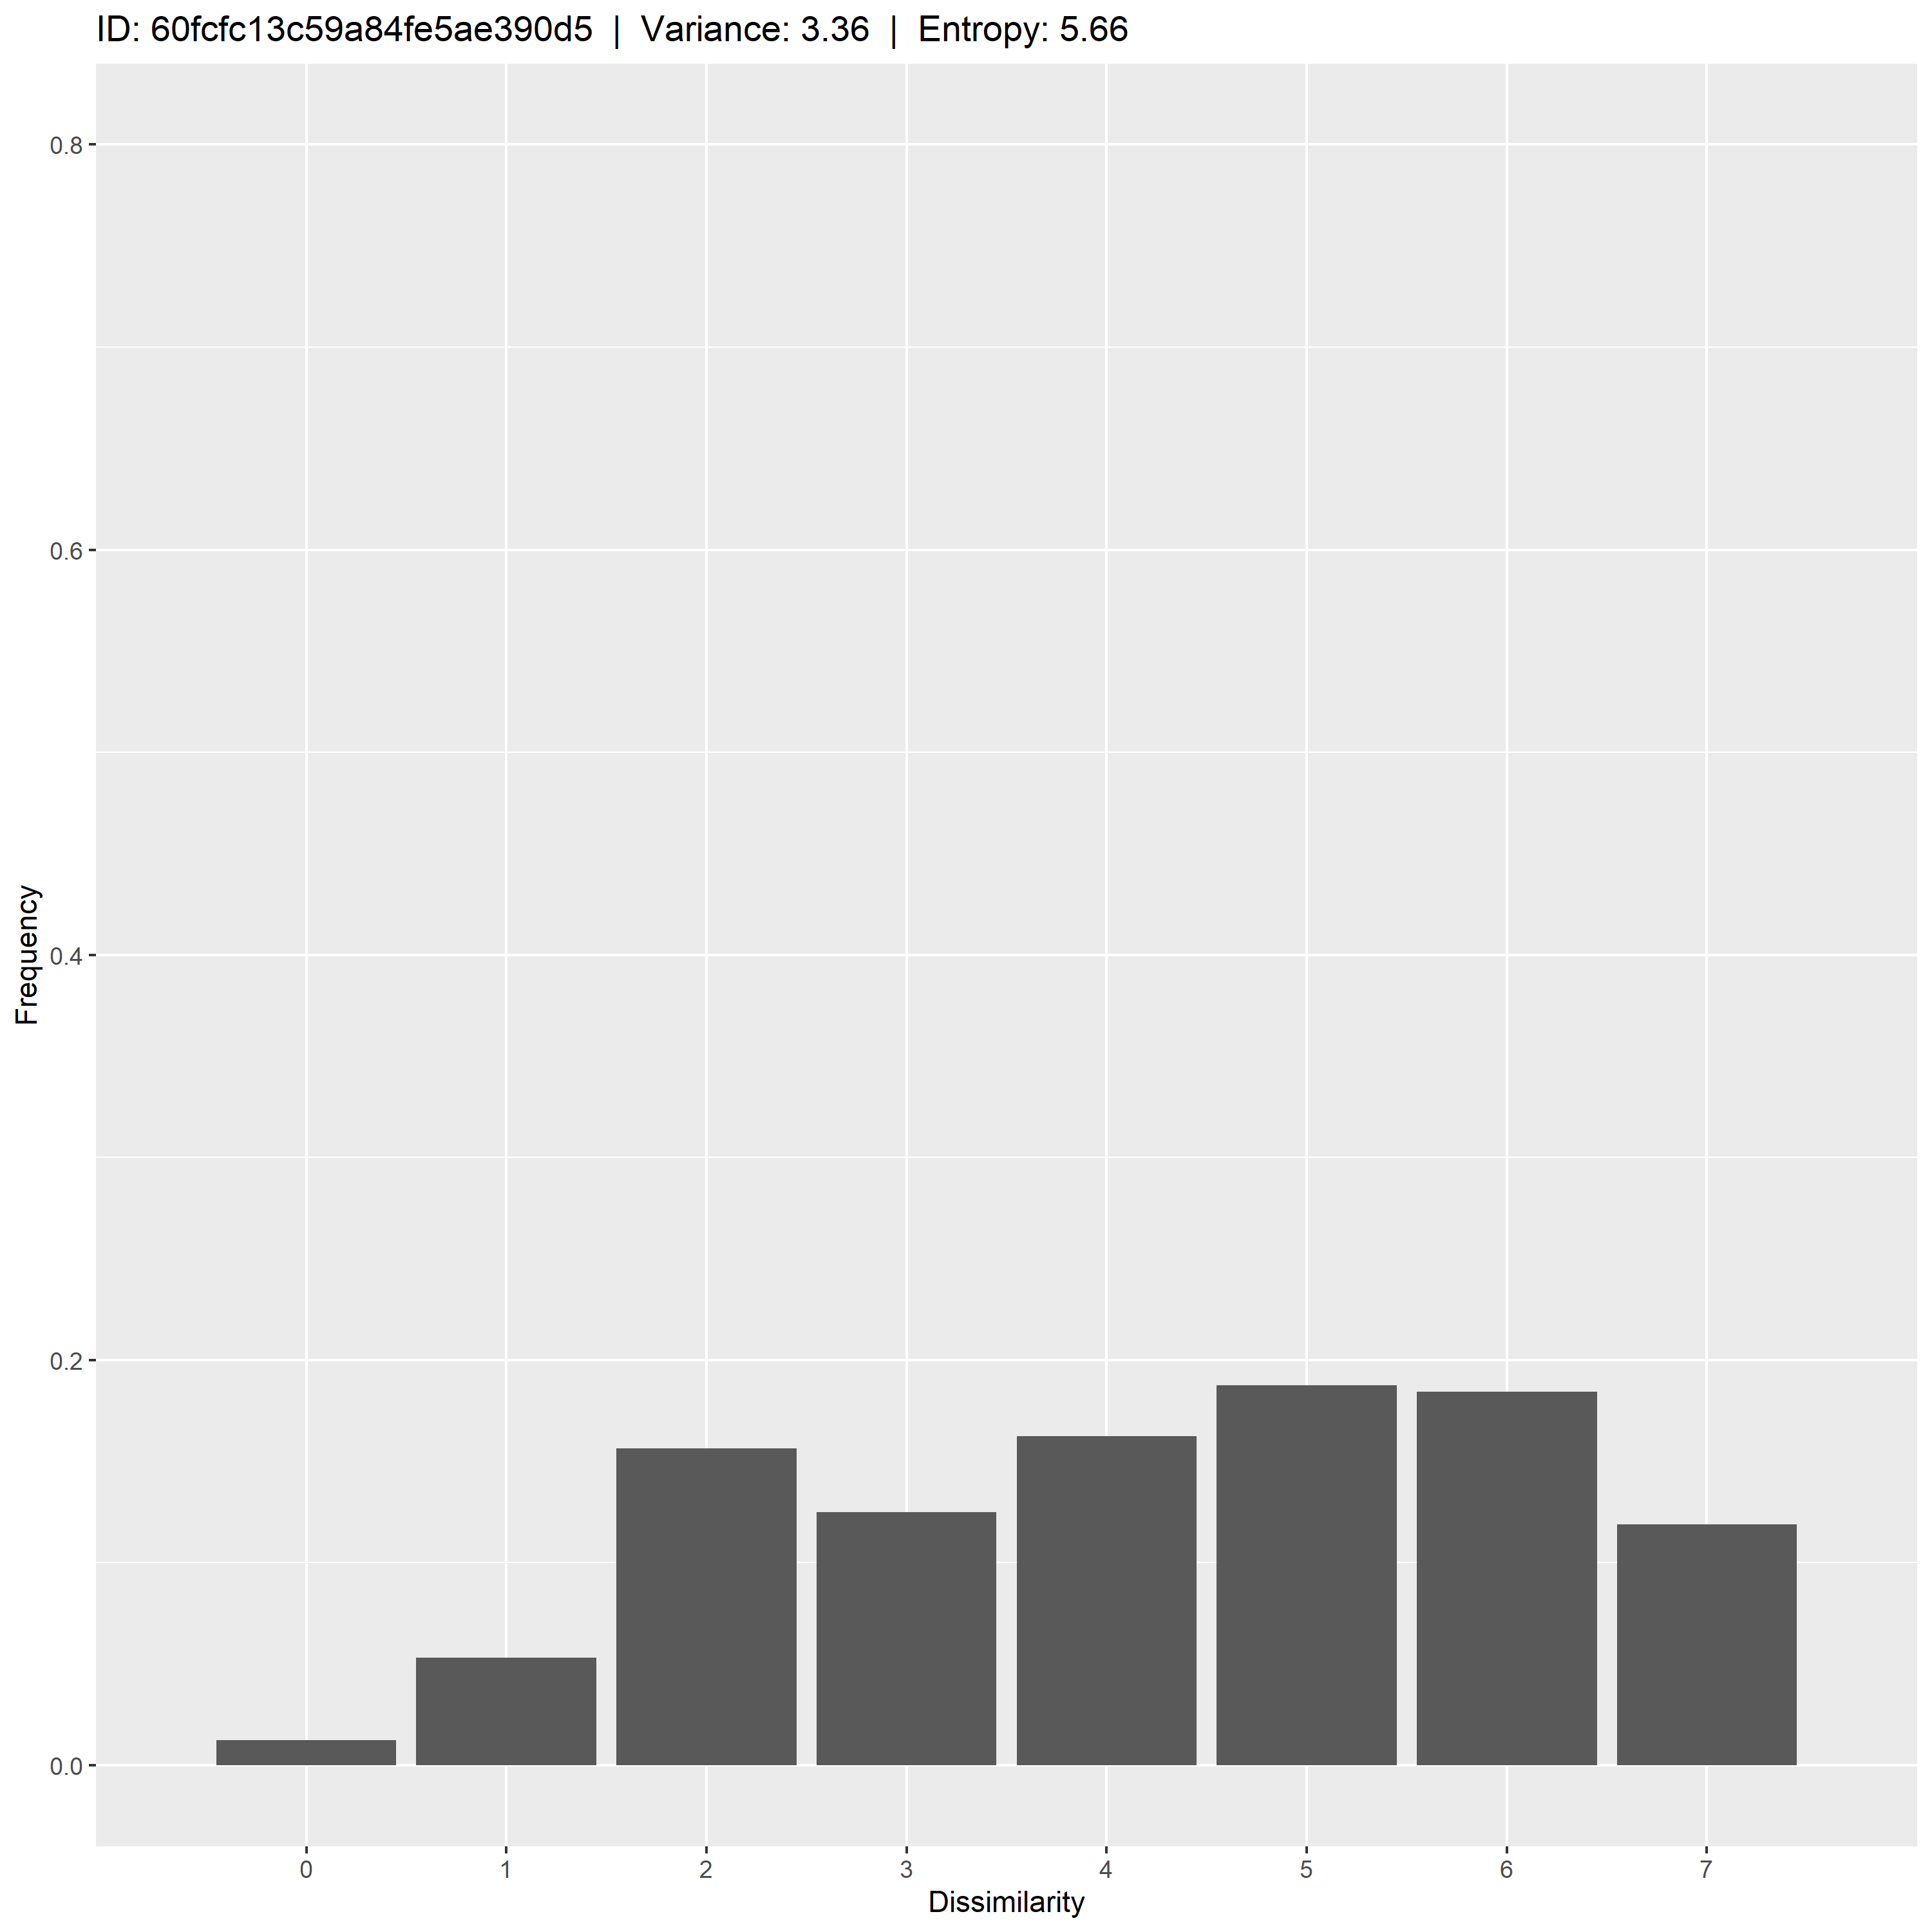 ID: 60fcfc13c59a84fe5ae390d5 | Variance: 3.36 | Entropy: 5.66
0.8
0.6
0.4
0.2
0.0
Frequency
0 1 2 3 4 5 6 7
Dissimilarity